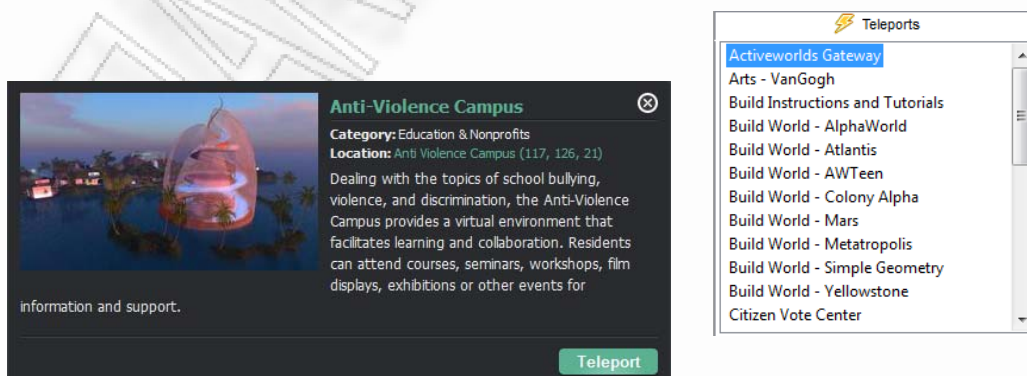 Anti-Violence Campus
Category: Education & Nonprofits
Location: Anti Violence Campus (117, 126, 21)
Dealing with the topics of school bullying,
violence, and discrimination, the Anti-Violence
Campus provides a virtual environment that
facilitates learning and collaboration. Residents
can attend courses, seminars, workshops, film
displays, exhibitions or other events for
information and support.
Teleport
Teleports
Activeworlds Gateway
Arts - VanGogh
Build Instructions and Tutorials
Build World - AlphaWorld
Build World - Atlantis
Build World - AWTeen
Build World - Colony Alpha
Build World - Mars
Build World - Metatropolis
Build World - Simple Geometry
Build World - Yellowstone
Citizen Vote Center